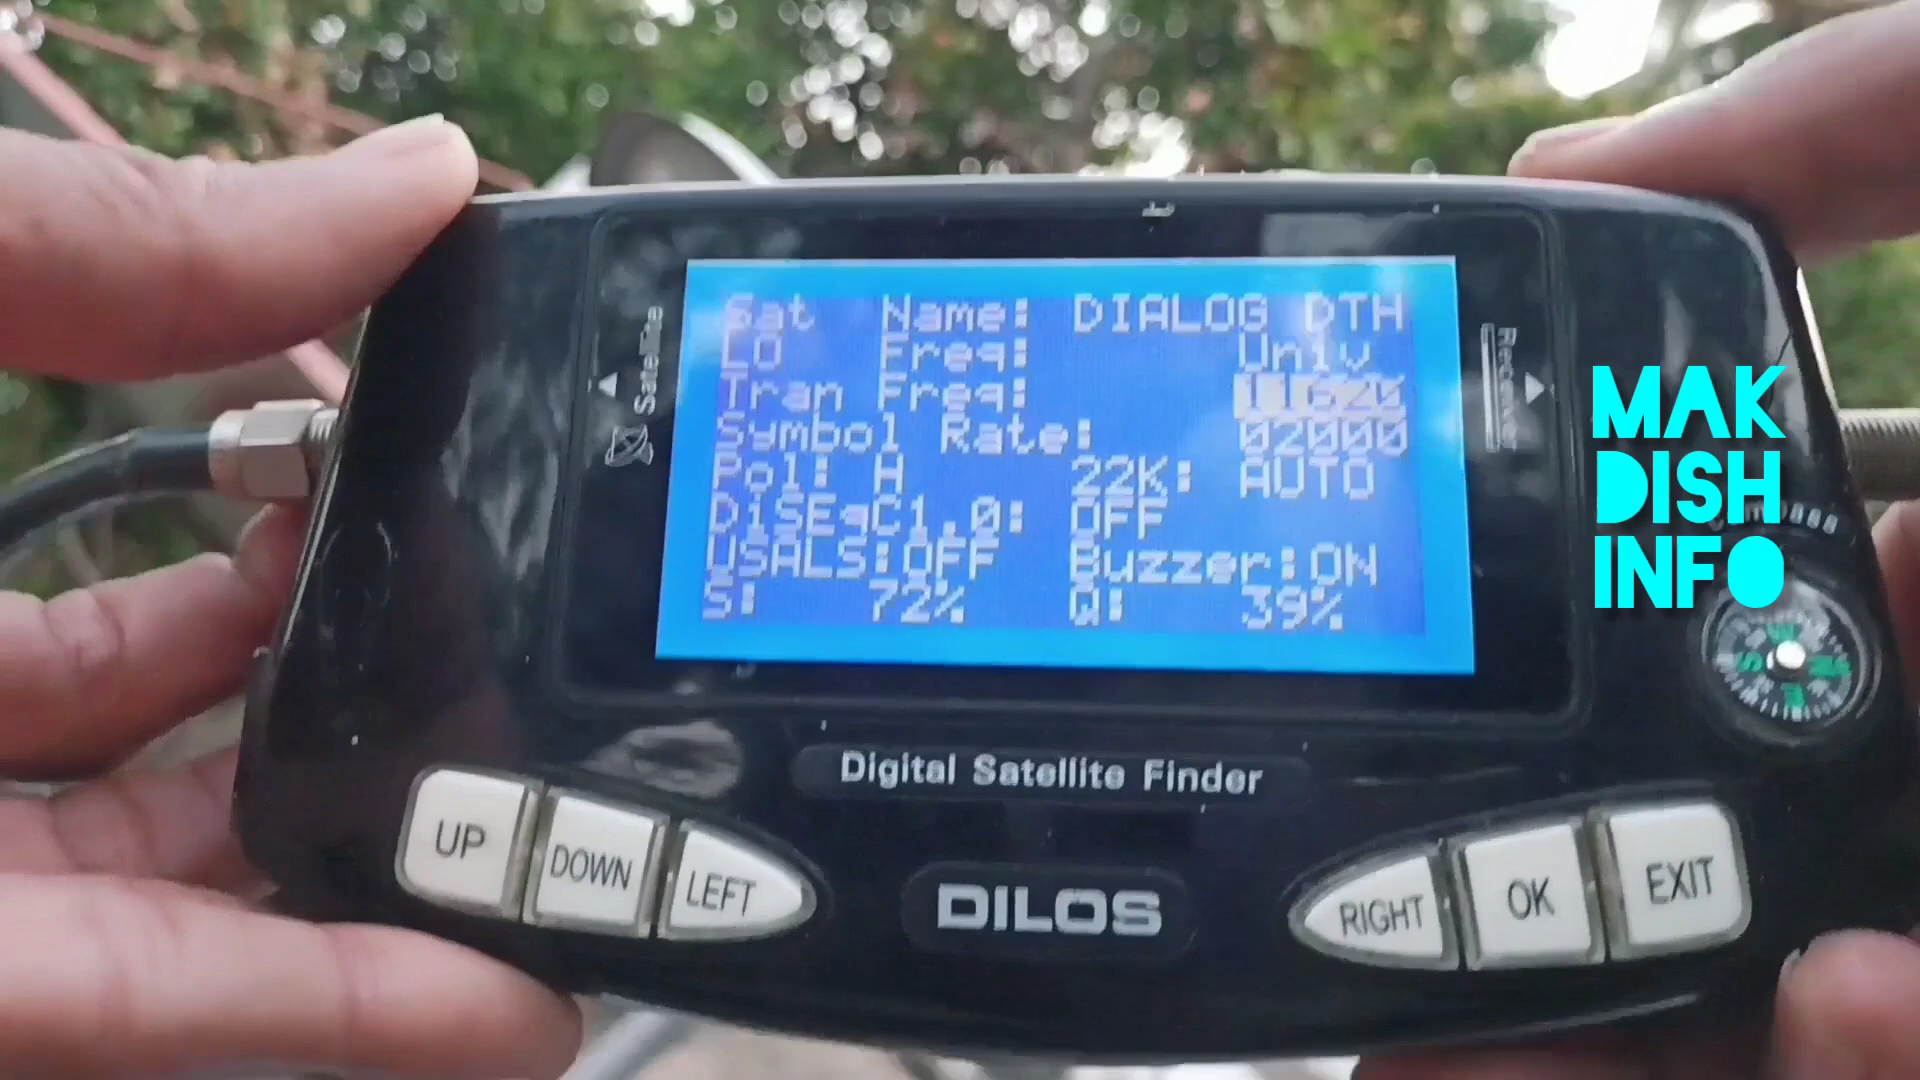 Sat Name: DIALOG DTH
LO Freq: Univ
Tran Freq: 11620
Symbol Rate: 02000
Pol: H 22K: AUTO
DiSEqC1.0: OFF
USALS:OFF Buzzer:ON
S: 72% Q: 39%
Satellite
Receiver
MAK
DISH
INFO
Digital Satellite Finder
UP
DOWN
LEFT
DILOS
RIGHT
OK
EXIT